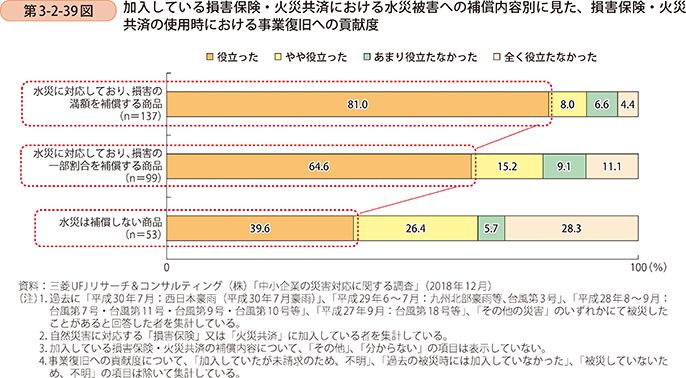 第3-2-39図
加入している損害保険・火災共済における水災被害への補償内容別に見た、損害保険・火災
共済の使用時における事業復旧への貢献度
役立った やや役立った あまり役立たなかった 全く役立たなかった
水災に対応しており、損害の
満額を補償する商品
(n=137)
81.0 8.0 6.6 4.4
水災に対応しており、損害の
一部割合を補償する商品
(n=99)
64.6 15.2 9.1 11.1
水災は補償しない商品
(n=53)
39.6 26.4 5.7 28.3
0 100 (%)
資料:三菱UFJリサーチ&コンサルティング(株)「中小企業の災害対応に関する調査」(2018年12月)
(注)1. 過去に「平成30年7月:西日本豪雨(平成30年7月豪雨)」、「平成29年6~7月:九州北部豪雨等、台風第3号」、「平成28年8~9月:
台風第7号・台風第11号・台風第9号・台風第10号等」、「平成27年9月:台風第18号等」、「その他の災害」のいずれかにて被災した
ことがあると回答した者を集計している。
2. 自然災害に対応する「損害保険」又は「火災共済」に加入している者を集計している。
3. 加入している損害保険・火災共済の補償内容について、「その他」、「分からない」の項目は表示していない。
4. 事業復旧への貢献度について、「加入していたが未請求のため、不明」、「過去の被災時には加入していなかった」、「被災していないた
め、不明」の項目は除いて集計している。